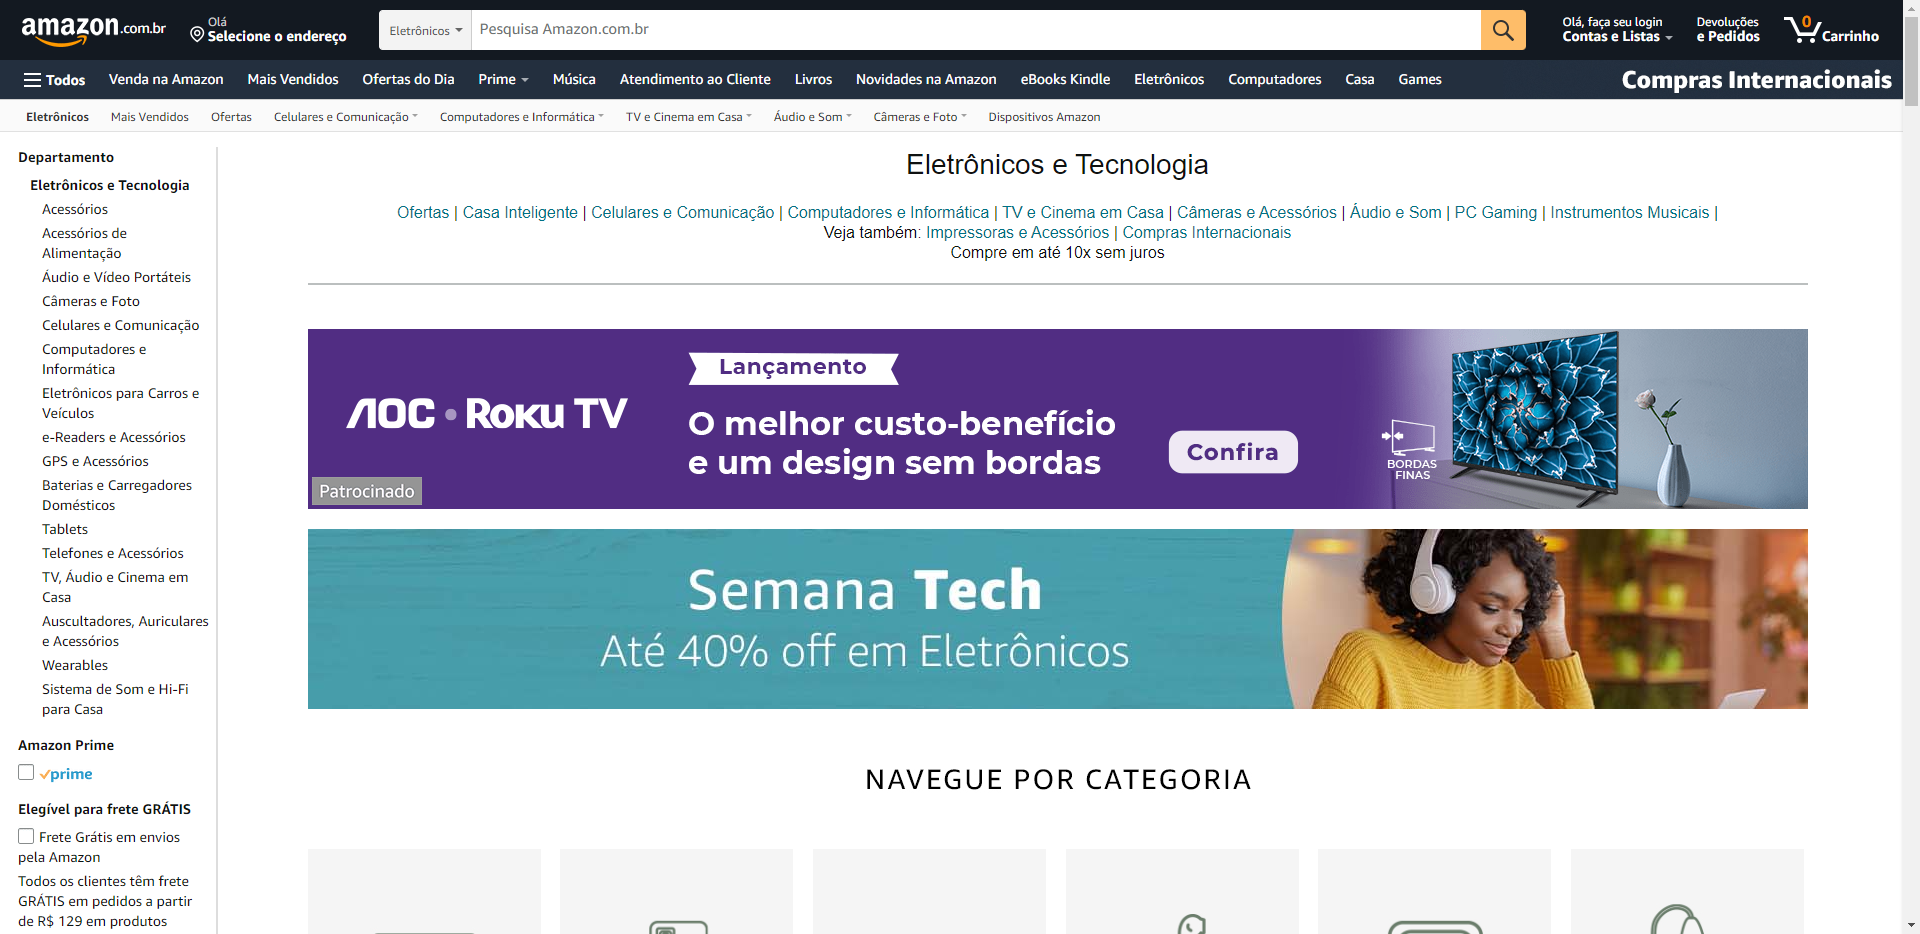 amazon.com.br
Olá
Selecione o endereço
Eletrônicos
Pesquisa Amazon.com.br
Olá, faça seu login
Contas e Listas
Devoluções
e Pedidos
0
Carrinho
Todos
Venda na Amazon
Mais Vendidos
Ofertas do Dia
Prime
Música
Atendimento ao Cliente
Livros
Novidades na Amazon
eBooks Kindle
Eletrônicos
Computadores
Casa
Games
Compras Internacionais
Eletrônicos
Mais Vendidos
Ofertas
Celulares e Comunicação
Computadores e Informática
TV e Cinema em Casa
Áudio e Som
Câmeras e Foto
Dispositivos Amazon
Departamento
Eletrônicos e Tecnologia
Acessórios
Acessórios de
Alimentação
Áudio e Vídeo Portáteis
Câmeras e Foto
Celulares e Comunicação
Computadores e
Informática
Eletrônicos para Carros e
Veículos
e-Readers e Acessórios
GPS e Acessórios
Baterias e Carregadores
Domésticos
Tablets
Telefones e Acessórios
TV, Áudio e Cinema em
Casa
Auscultadores, Auriculares
e Acessórios
Wearables
Sistema de Som e Hi-Fi
para Casa
Amazon Prime
prime
Elegível para frete GRÁTIS
Frete Grátis em envios
pela Amazon
Todos os clientes têm frete
GRÁTIS em pedidos a partir
de R$ 129 em produtos
Eletrônicos e Tecnologia
Ofertas | Casa Inteligente | Celulares e Comunicação | Computadores e Informática | TV e Cinema em Casa | Câmeras e Acessórios | Áudio e Som | PC Gaming | Instrumentos Musicais |
Veja também: Impressoras e Acessórios | Compras Internacionais
Compre em até 10x sem juros
AOC • Roku TV
Patrocinado
Lançamento
O melhor custo-benefício
e um design sem bordas
Confira
BORDAS
FINAS
Semana Tech
Até 40% off em Eletrônicos
NAVEGUE POR CATEGORIA